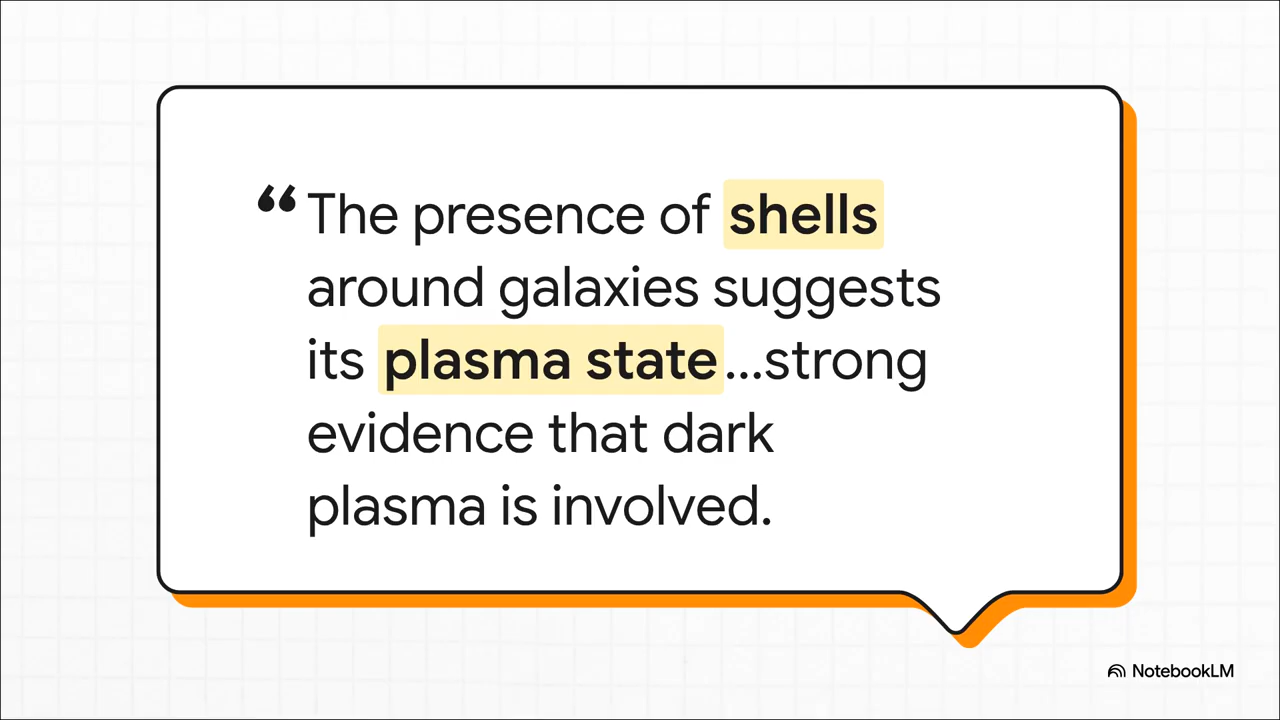 “The presence of shells
around galaxies suggests
its plasma state...strong
evidence that dark
plasma is involved.
NotebookLM